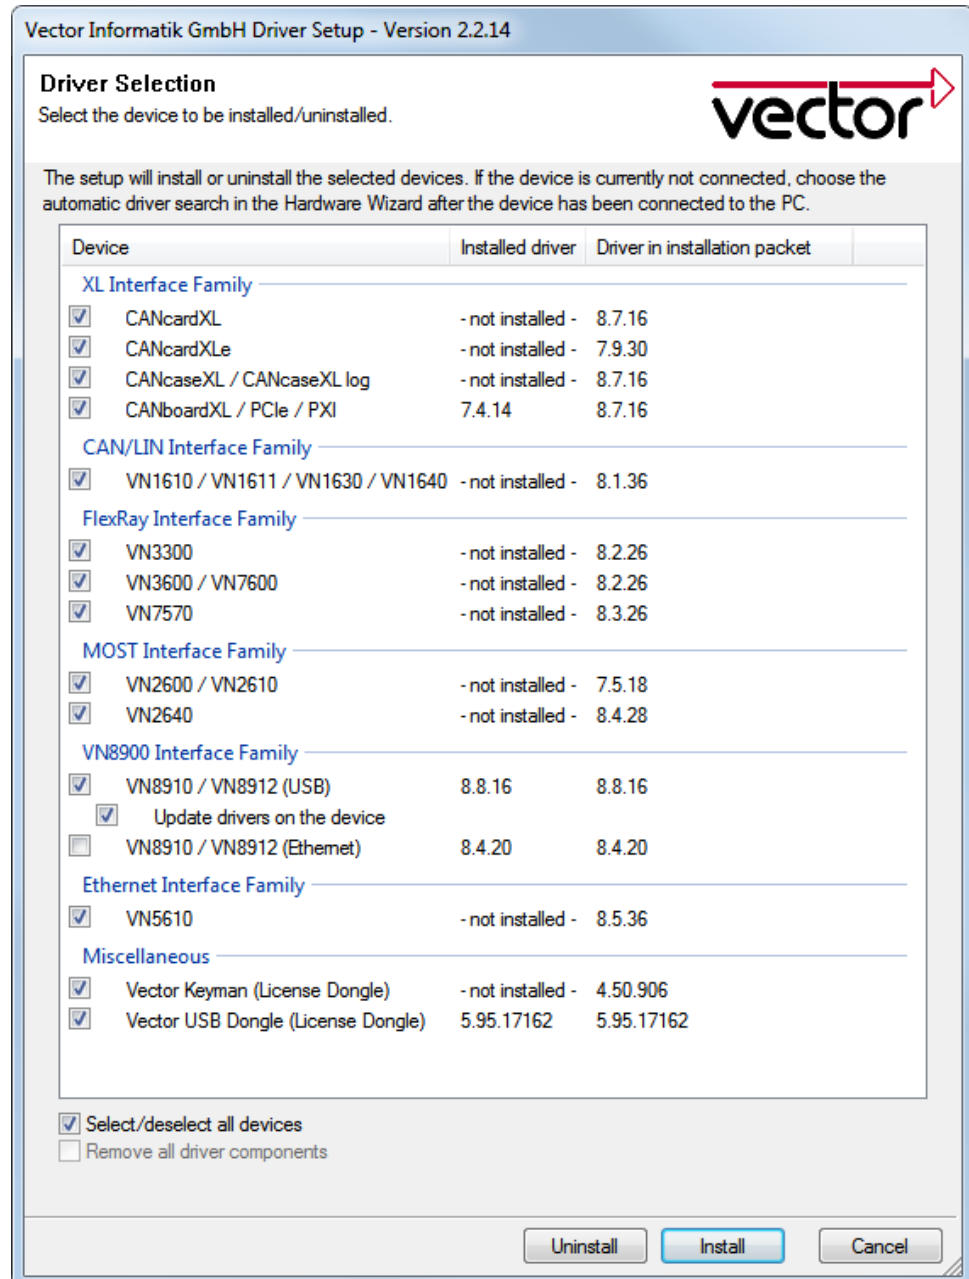 Vector Informatik GmbH Driver Setup - Version 2.2.14
Driver Selection
Select the device to be installed/uninstalled.
vector
The setup will install or uninstall the selected devices. If the device is currently not connected, choose the
automatic driver search in the Hardware Wizard after the device has been connected to the PC.
Device Installed driver Driver in installation packet
XL Interface Family
CANcardXL - not installed - 8.7.16
CANcardXLe - not installed - 7.9.30
CANcaseXL / CANcaseXL log - not installed - 8.7.16
CANboardXL / PCIe / PXI 7.4.14 8.7.16
CAN/LIN Interface Family
VN1610 / VN1611 / VN1630 / VN1640 - not installed - 8.1.36
FlexRay Interface Family
VN3300 - not installed - 8.2.26
VN3600 / VN7600 - not installed - 8.2.26
VN7570 - not installed - 8.3.26
MOST Interface Family
VN2600 / VN2610 - not installed - 7.5.18
VN2640 - not installed - 8.4.28
VN8900 Interface Family
VN8910 / VN8912 (USB) 8.8.16 8.8.16
Update drivers on the device
VN8910 / VN8912 (Ethernet) 8.4.20 8.4.20
Ethernet Interface Family
VN5610 - not installed - 8.5.36
Miscellaneous
Vector Keyman (License Dongle) - not installed - 4.50.906
Vector USB Dongle (License Dongle) 5.95.17162 5.95.17162
Select/deselect all devices
Remove all driver components
Uninstall Install Cancel